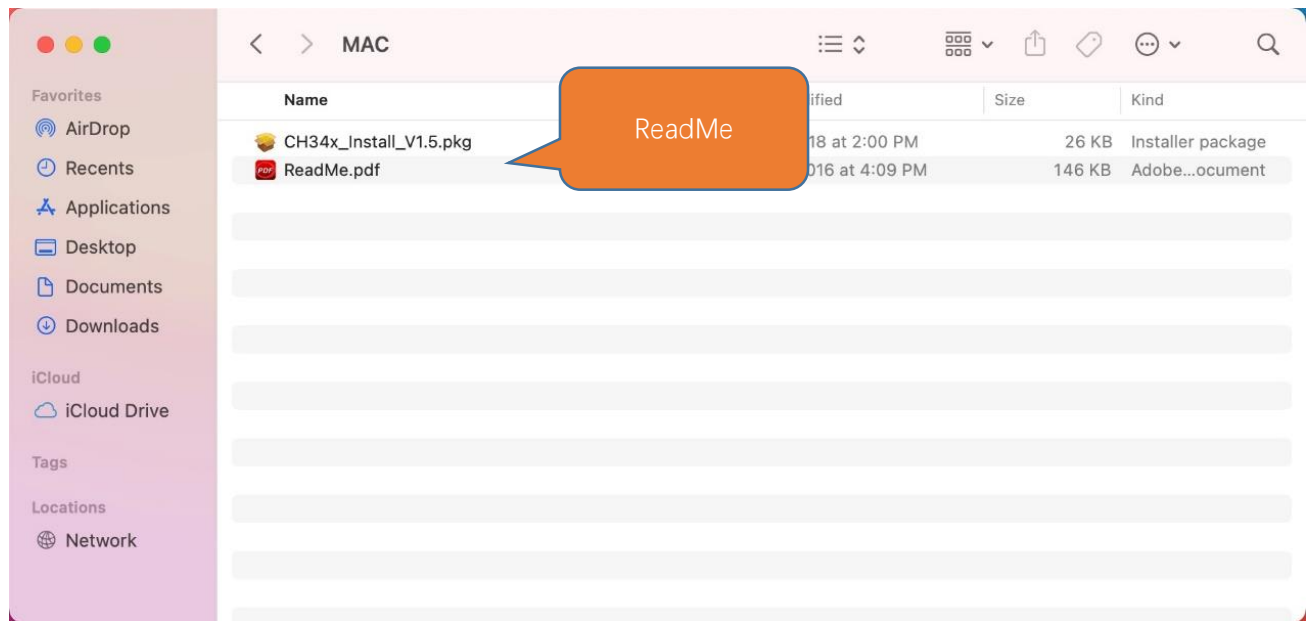 MAC
Favorites
AirDrop
Recents
Applications
Desktop
Documents
Downloads
iCloud
iCloud Drive
Tags
Locations
Network
Name Size Kind
CH34x_Install_V1.5.pkg 18 at 2:00 PM 26 KB Installer package
ReadMe.pdf 016 at 4:09 PM 146 KB Adobe...ocument
ReadMe